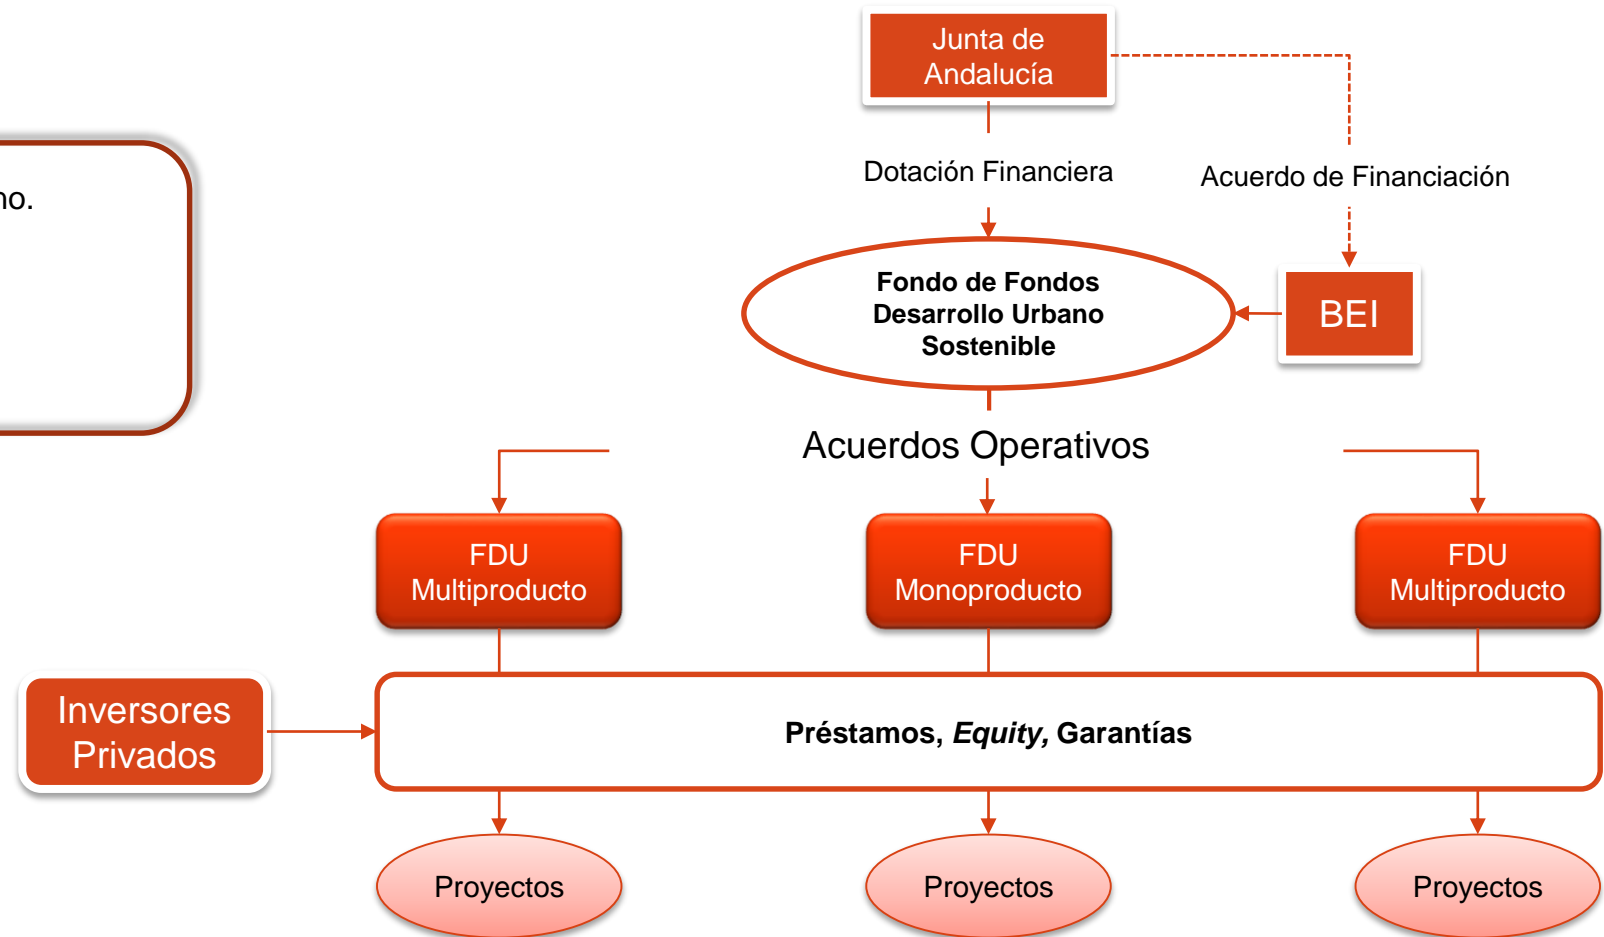 Junta de
Andalucía
Dotación Financiera
Acuerdo de Financiación
Fondo de Fondos
Desarrollo Urbano
Sostenible
BEI
Acuerdos Operativos
FDU
Multiproducto
FDU
Monoproducto
FDU
Multiproducto
Inversores
Privados
Préstamos, Equity, Garantías
Proyectos
Proyectos
Proyectos